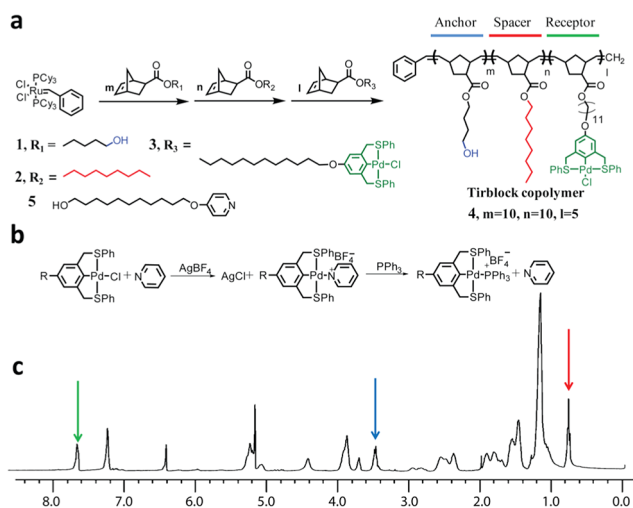 a
Anchor Spacer Receptor
PCy₃
Cl
Ru
Cl
PCy₃
m
O
OR₁
n
O
OR₂
l
O
OR₃
m
n
l
CH₂
O
O
O
O
O
O
11
OH
O
PhS
Pd
SPh
Cl
1, R₁ = OH
3, R₃ =
O
SPh
Pd
Cl
SPh
2, R₂ =
5 HO
O
N
Tirblock copolymer
4, m=10, n=10, l=5
b
R
SPh
Pd
Cl
SPh
+
N
AgBF₄
AgCl+
R
SPh
Pd
BF₄⁻
+
N
SPh
PPh₃
R
SPh
Pd
BF₄⁻
+
PPh₃
SPh
+
N
c
8.0 7.0 6.0 5.0 4.0 3.0 2.0 1.0 0.0